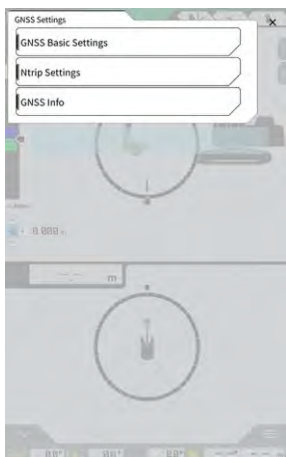 GNSS Settings
×
GNSS Basic Settings
Ntrip Settings
GNSS Info
0.000
m